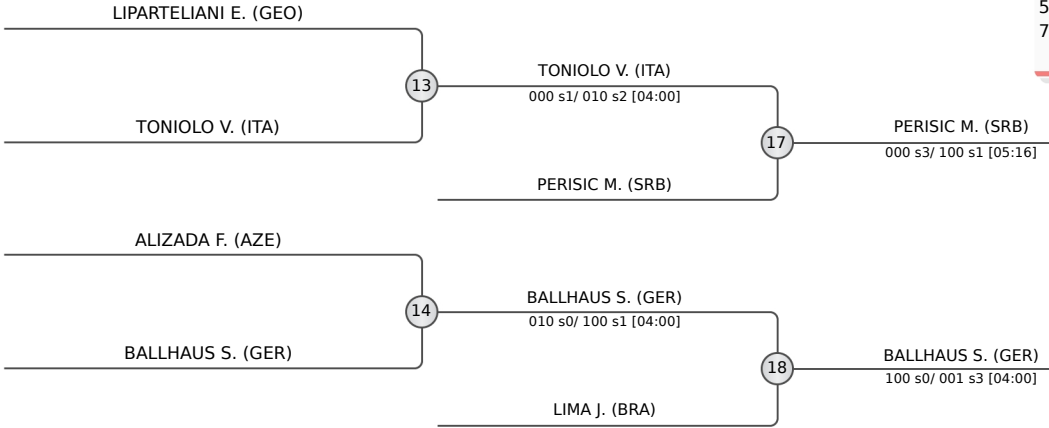 LIPARTELIANI E. (GEO)
5
7
13
TONIOLO V. (ITA)
000 s1/ 010 s2 [04:00]
TONIOLO V. (ITA)
17
PERISIC M. (SRB)
000 s3/ 100 s1 [05:16]
PERISIC M. (SRB)
ALIZADA F. (AZE)
14
BALLHAUS S. (GER)
010 s0/ 100 s1 [04:00]
BALLHAUS S. (GER)
18
BALLHAUS S. (GER)
100 s0/ 001 s3 [04:00]
LIMA J. (BRA)